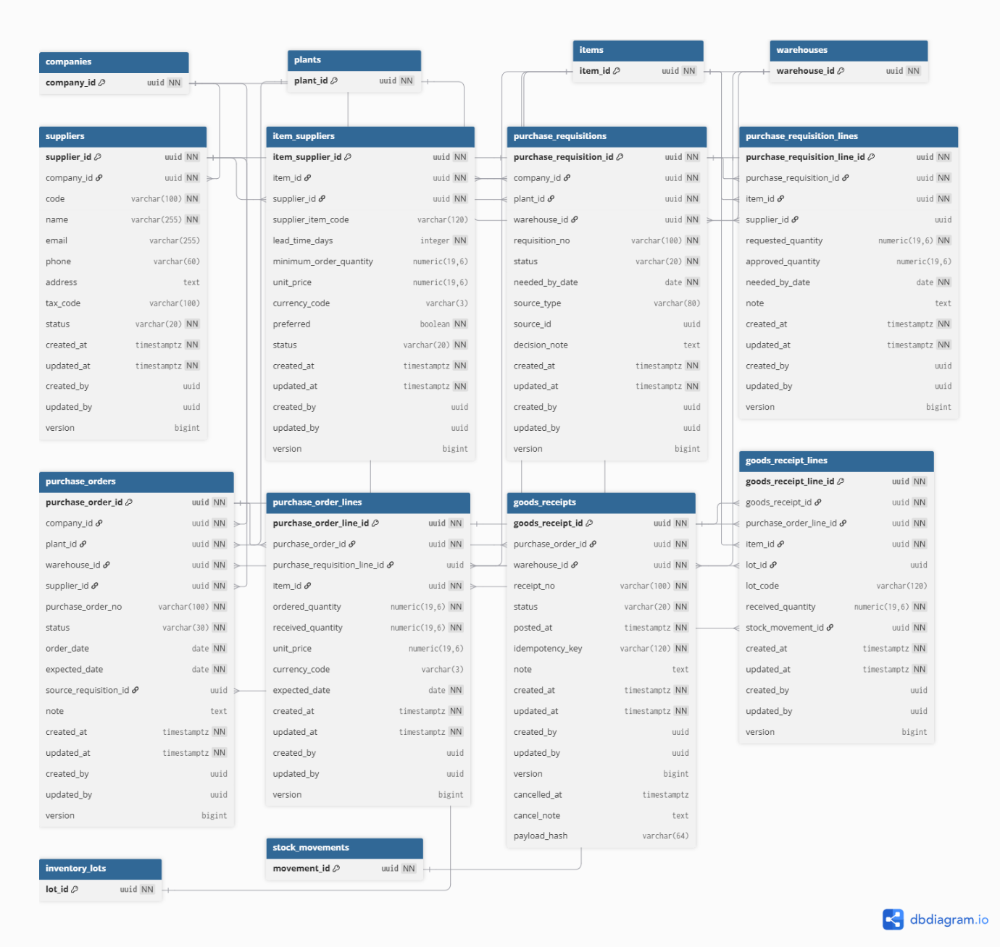 companies
company_id uuid NN
plants
plant_id uuid NN
items
item_id uuid NN
warehouses
warehouse_id uuid NN
suppliers
supplier_id uuid NN
company_id uuid NN
code varchar(100) NN
name varchar(255) NN
email varchar(255)
phone varchar(60)
address text
tax_code varchar(100)
status varchar(20) NN
created_at timestamptz NN
updated_at timestamptz NN
created_by uuid
updated_by uuid
version bigint
item_suppliers
item_supplier_id uuid NN
item_id uuid NN
supplier_id uuid NN
supplier_item_code varchar(120)
lead_time_days integer NN
minimum_order_quantity numeric(19,6)
unit_price numeric(19,6)
currency_code varchar(3)
preferred boolean NN
status varchar(20) NN
created_at timestamptz NN
updated_at timestamptz NN
created_by uuid
updated_by uuid
version bigint
purchase_requisitions
purchase_requisition_id uuid NN
company_id uuid NN
plant_id uuid NN
warehouse_id uuid NN
requisition_no varchar(100) NN
status varchar(20) NN
needed_by_date date NN
source_type varchar(80)
source_id uuid
decision_note text
created_at timestamptz NN
updated_at timestamptz NN
created_by uuid
updated_by uuid
version bigint
purchase_requisition_lines
purchase_requisition_line_id uuid NN
purchase_requisition_id uuid NN
item_id uuid NN
supplier_id uuid
requested_quantity numeric(19,6) NN
approved_quantity numeric(19,6)
needed_by_date date NN
note text
created_at timestamptz NN
updated_at timestamptz NN
created_by uuid
updated_by uuid
version bigint
purchase_orders
purchase_order_id uuid NN
company_id uuid NN
plant_id uuid NN
warehouse_id uuid NN
supplier_id uuid NN
purchase_order_no varchar(100) NN
status varchar(30) NN
order_date date NN
expected_date date NN
source_requisition_id uuid
note text
created_at timestamptz NN
updated_at timestamptz NN
created_by uuid
updated_by uuid
version bigint
purchase_order_lines
purchase_order_line_id uuid NN
purchase_order_id uuid NN
purchase_requisition_line_id uuid
item_id uuid NN
ordered_quantity numeric(19,6) NN
received_quantity numeric(19,6) NN
unit_price numeric(19,6)
currency_code varchar(3)
expected_date date NN
created_at timestamptz NN
updated_at timestamptz NN
created_by uuid
updated_by uuid
version bigint
goods_receipts
goods_receipt_id uuid NN
purchase_order_id uuid NN
warehouse_id uuid NN
receipt_no varchar(100) NN
status varchar(20) NN
posted_at timestamptz NN
idempotency_key varchar(120) NN
note text
created_at timestamptz NN
updated_at timestamptz NN
created_by uuid
updated_by uuid
version bigint
cancelled_at timestamptz
cancel_note text
payload_hash varchar(64)
goods_receipt_lines
goods_receipt_line_id uuid NN
goods_receipt_id uuid NN
purchase_order_line_id uuid NN
item_id uuid NN
lot_id uuid
lot_code varchar(120)
received_quantity numeric(19,6) NN
stock_movement_id uuid NN
created_at timestamptz NN
updated_at timestamptz NN
created_by uuid
updated_by uuid
version bigint
stock_movements
movement_id uuid NN
inventory_lots
lot_id uuid NN
dbdiagram.io